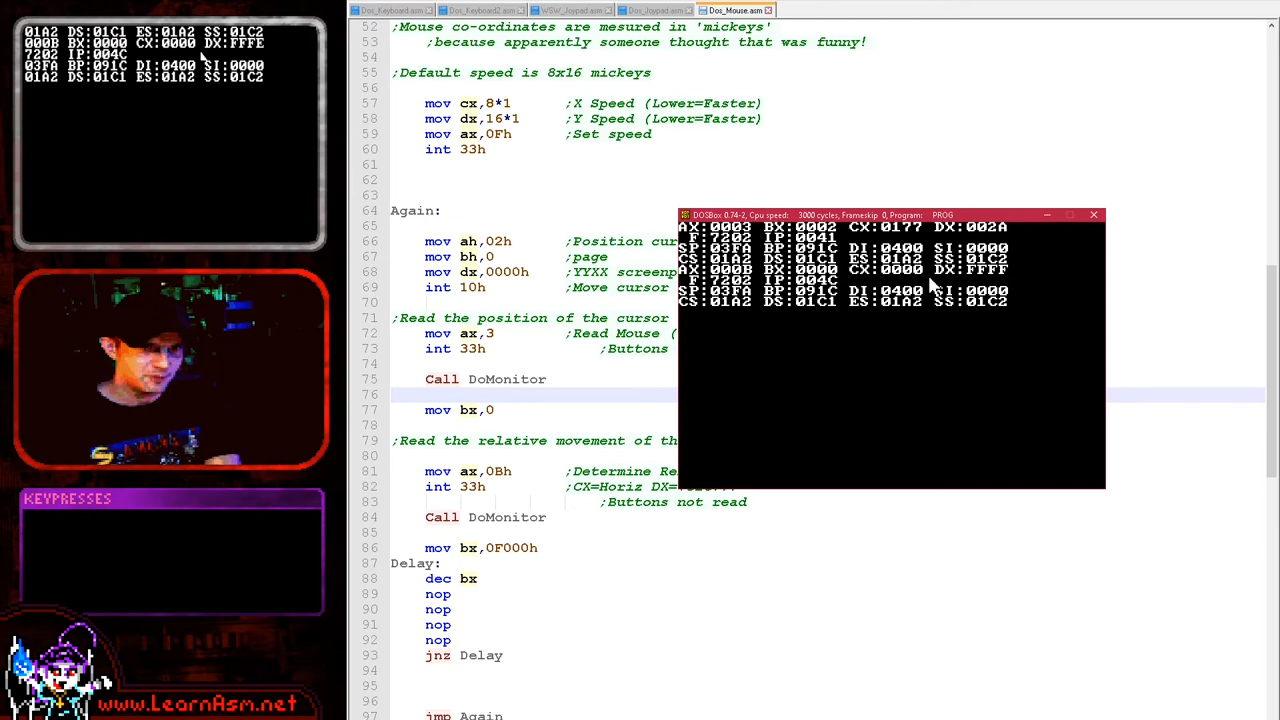 Dos_Keyboard.asm Dos_Keyboard2.asm WSW_Joypad.asm Dos_Joypad.asm Dos_Mouse.asm
01A2 DS:01C1 ES:01A2 SS:01C2
000B BX:0000 CX:0000 DX:FFFE
7202 IP:004C
03FA BP:091C DI:0400 SI:0000
01A2 DS:01C1 ES:01A2 SS:01C2
52 ;Mouse co-ordinates are mesured in 'mickeys'
53 ;because apparently someone thought that was funny!
54
55 ;Default speed is 8x16 mickeys
56
57 mov cx,8*1 ;X Speed (Lower=Faster)
58 mov dx,16*1 ;Y Speed (Lower=Faster)
59 mov ax,0Fh ;Set speed
60 int 33h
61
62
63
64 Again:
65
66 mov ah,02h ;Position cur
67 mov bh,0 ;page
68 mov dx,0000h ;YYXX screenp
69 int 10h ;Move cursor
70
71 ;Read the position of the cursor
72 mov ax,3 ;Read Mouse (
73 int 33h ;Buttons
74
75 Call DoMonitor
76
77 mov bx,0
78
79 ;Read the relative movement of th
80
81 mov ax,0Bh ;Determine Re
82 int 33h ;CX=Horiz DX=
83 ;Buttons not read
84 Call DoMonitor
85
86 mov bx,0F000h
87 Delay:
88 dec bx
89 nop
90 nop
91 nop
92 nop
93 jnz Delay
94
95
96
97 jmp Again
DOSBox 0.74-2, Cpu speed: 3000 cycles, Frameskip 0, Program: PROG
AX:0003 BX:0002 CX:0177 DX:002A
F:7202 IP:0041
SP:03FA BP:091C DI:0400 SI:0000
CS:01A2 DS:01C1 ES:01A2 SS:01C2
AX:000B BX:0000 CX:0000 DX:FFFF
F:7202 IP:004C
SP:03FA BP:091C DI:0400 SI:0000
CS:01A2 DS:01C1 ES:01A2 SS:01C2
KEYPRESSES
www.LearnAsm.net